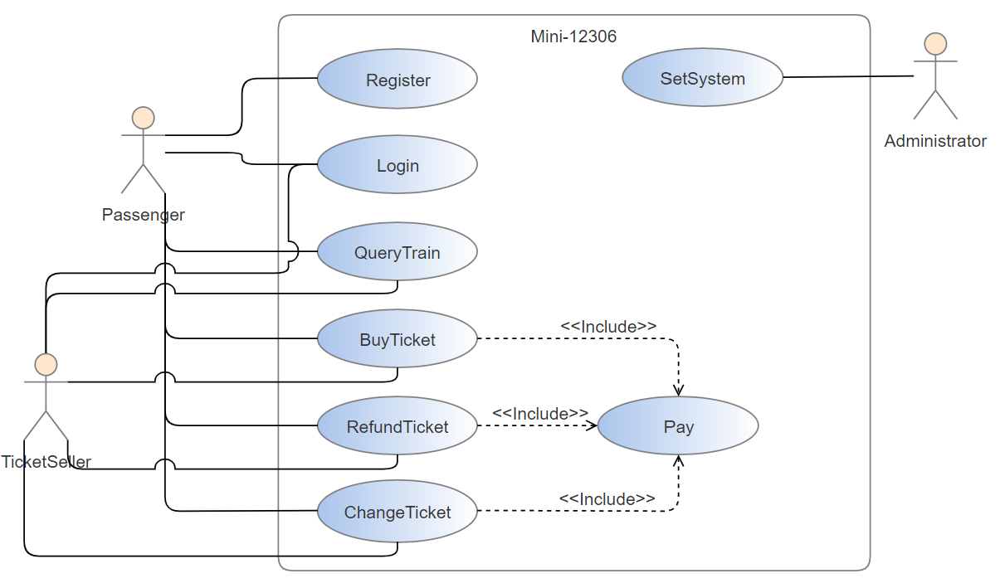 Mini-12306
Register
SetSystem
Administrator
Login
Passenger
QueryTrain
<<Include>>
BuyTicket
<<Include>>
RefundTicket
Pay
TicketSeller
<<Include>>
ChangeTicket